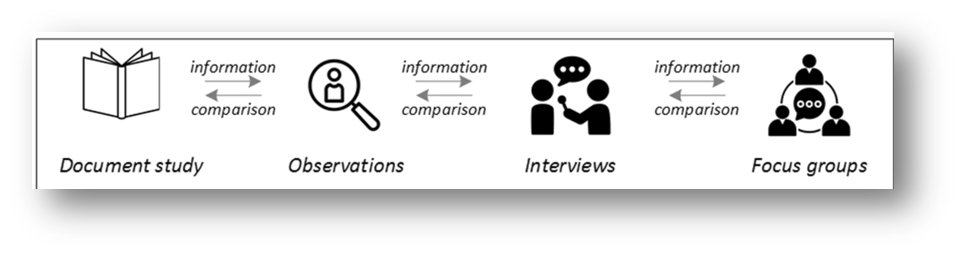 information
information
information
comparison
comparison
comparison
Document study
Observations
Interviews
Focus groups